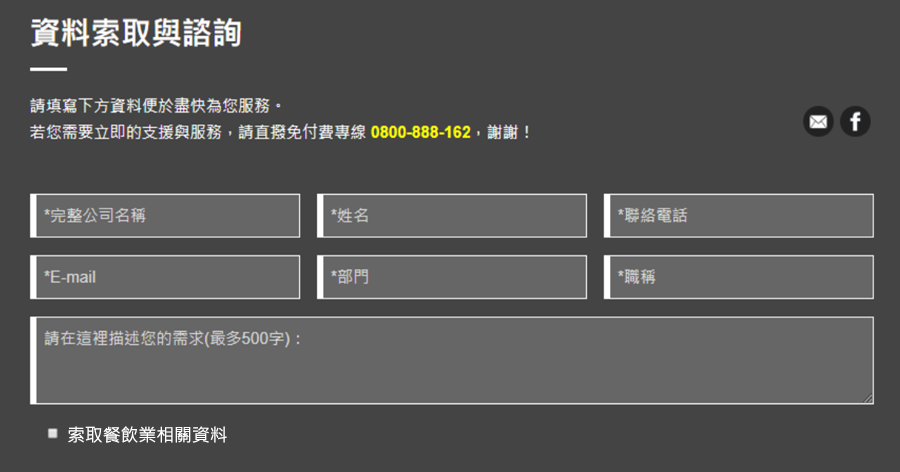 資料索取與諮詢
請填寫下方資料便於盡快為您服務。
若您需要立即的支援與服務，請直撥免付費專線 0800-888-162，謝謝！
*完整公司名稱
*姓名
*聯絡電話
*E-mail
*部門
*職稱
請在這裡描述您的需求(最多500字)：
索取餐飲業相關資料